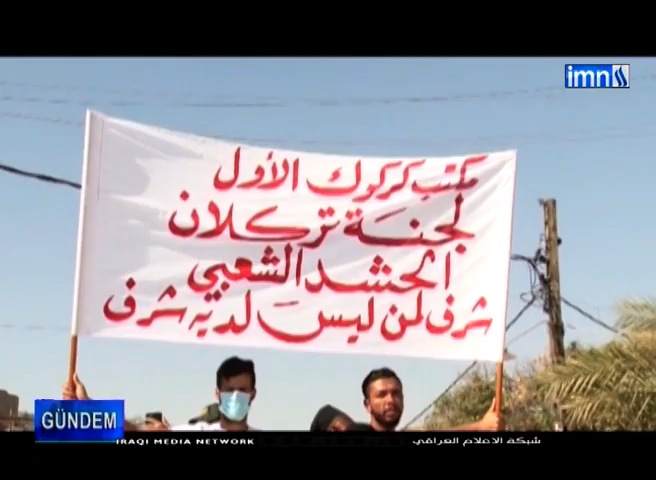 imn
مكتب كركوك الأول
لجنة تركلان
الحشد الشعبي
شرف لمن ليس لديه شرف
GÜNDEM
IRAQI MEDIA NETWORK
شبكة الاعلام العراقي